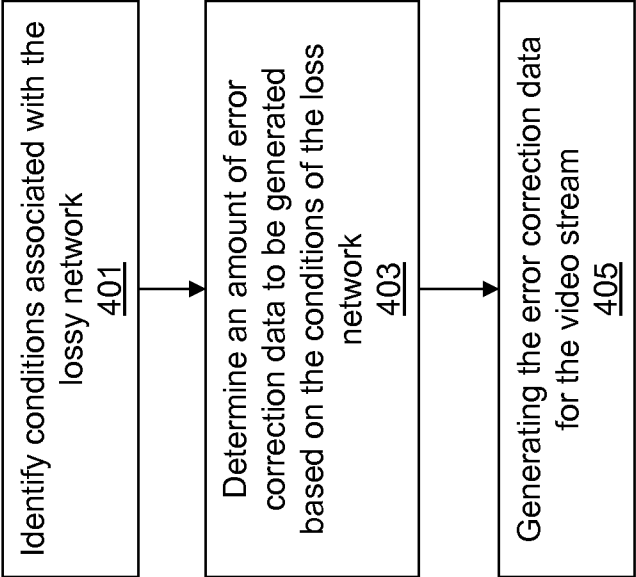 Identify conditions associated with the
lossy network
401
Determine an amount of error
correction data to be generated
based on the conditions of the loss
network
403
Generating the error correction data
for the video stream
405